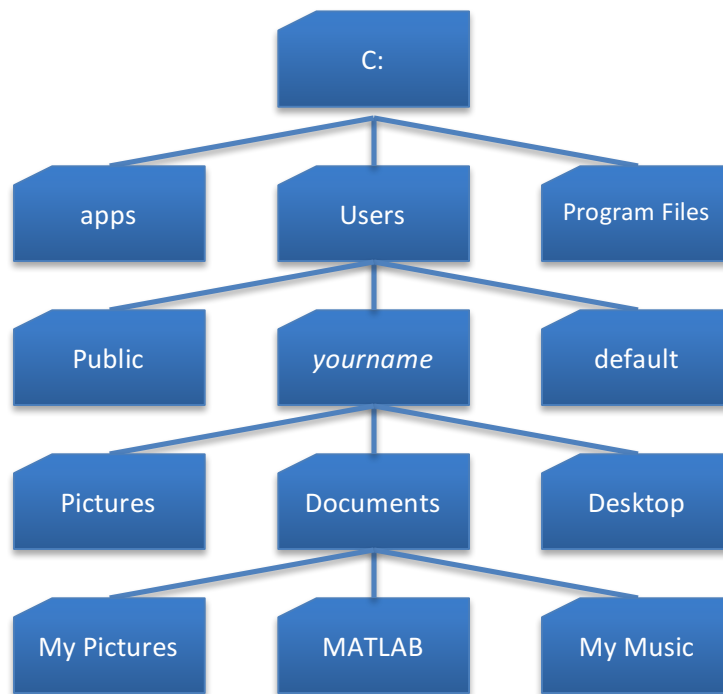 C:
apps
Users
Program Files
Public
yourname
default
Pictures
Documents
Desktop
My Pictures
MATLAB
My Music